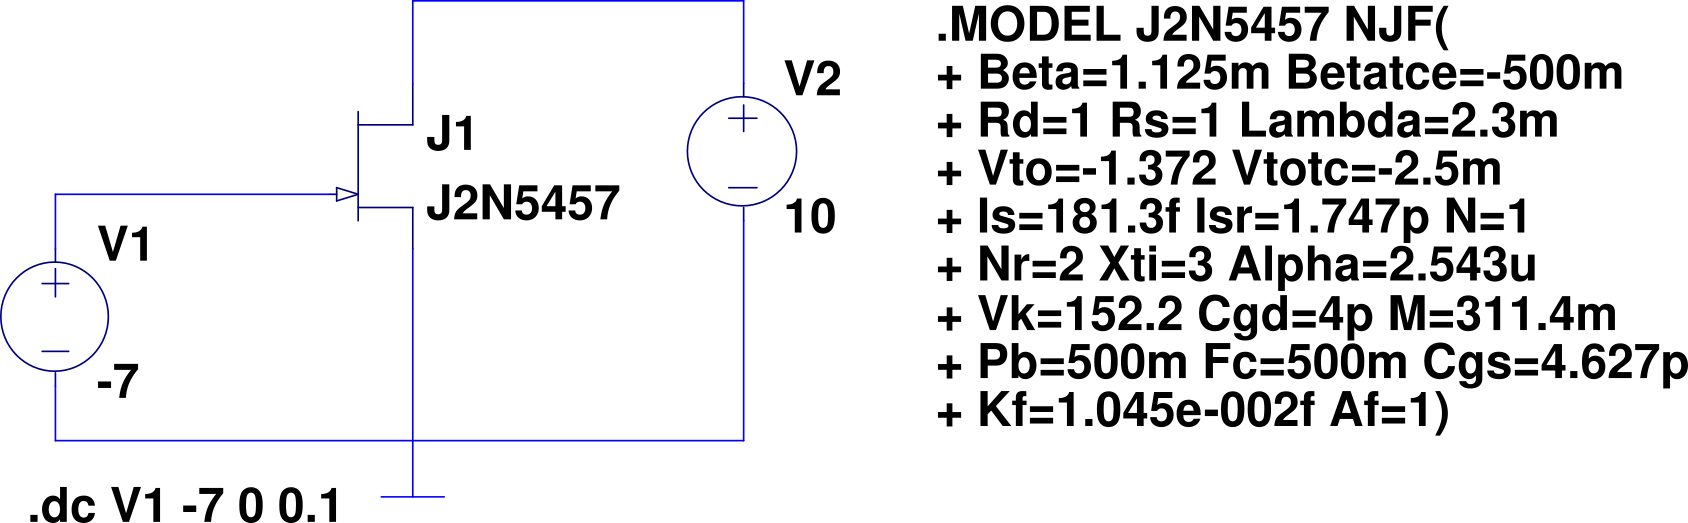 V2
10
J1
J2N5457
V1
-7
.dc V1 -7 0 0.1
.MODEL J2N5457 NJF(
+ Beta=1.125m Betatce=-500m
+ Rd=1 Rs=1 Lambda=2.3m
+ Vto=-1.372 Vtotc=-2.5m
+ Is=181.3f Isr=1.747p N=1
+ Nr=2 Xti=3 Alpha=2.543u
+ Vk=152.2 Cgd=4p M=311.4m
+ Pb=500m Fc=500m Cgs=4.627p
+ Kf=1.045e-002f Af=1)